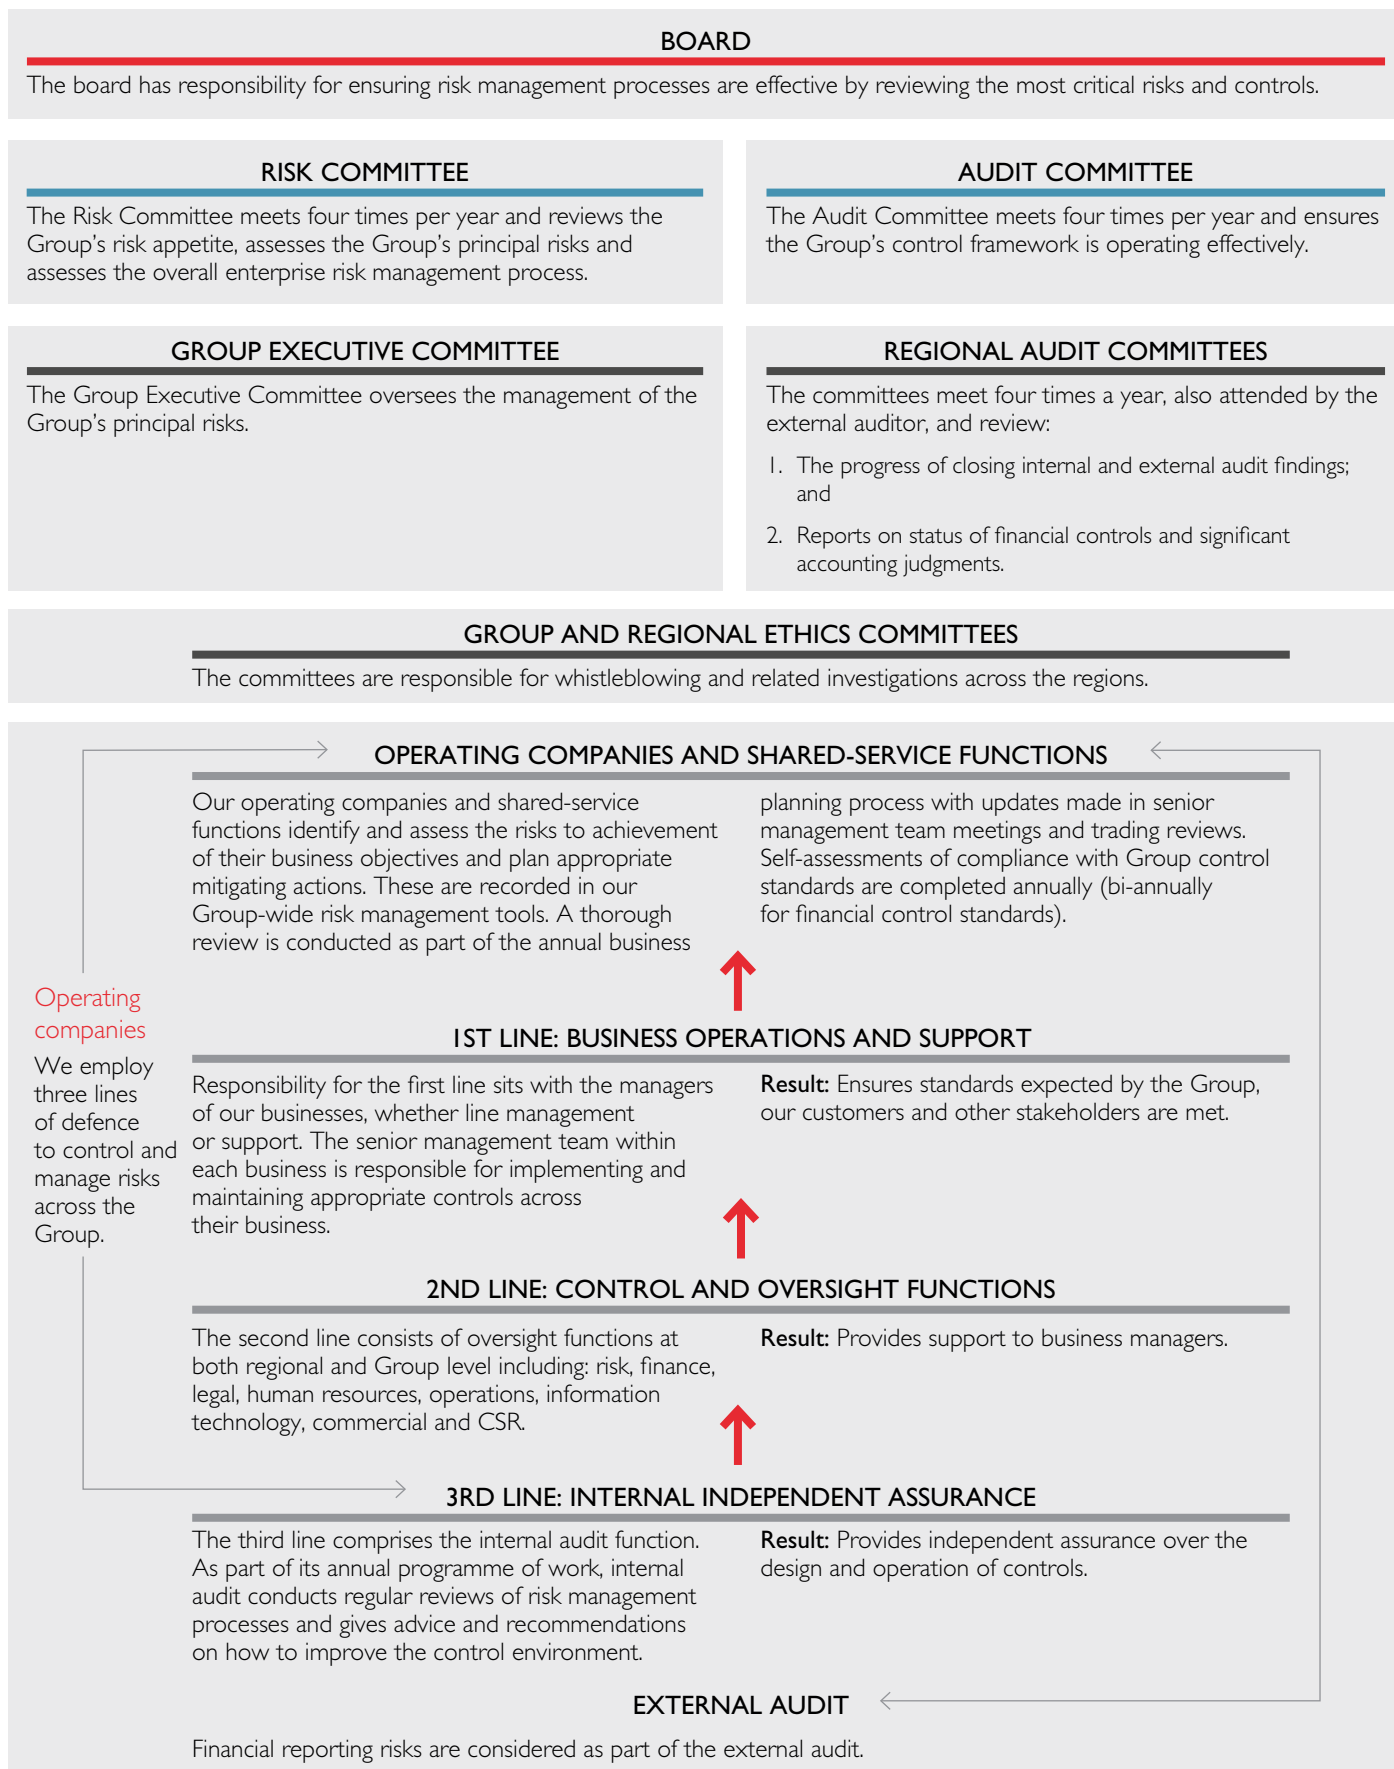 BOARD
The board has responsibility for ensuring risk management processes are effective by reviewing the most critical risks and controls.
RISK COMMITTEE
The Risk Committee meets four times per year and reviews the
Group’s risk appetite, assesses the Group’s principal risks and
assesses the overall enterprise risk management process.
AUDIT COMMITTEE
The Audit Committee meets four times per year and ensures
the Group’s control framework is operating effectively.
GROUP EXECUTIVE COMMITTEE
The Group Executive Committee oversees the management of the
Group’s principal risks.
REGIONAL AUDIT COMMITTEES
The committees meet four times a year, also attended by the
external auditor, and review:
1. The progress of closing internal and external audit findings;
and
2. Reports on status of financial controls and significant
accounting judgments.
GROUP AND REGIONAL ETHICS COMMITTEES
The committees are responsible for whistleblowing and related investigations across the regions.
OPERATING COMPANIES AND SHARED-SERVICE FUNCTIONS
Our operating companies and shared-service
functions identify and assess the risks to achievement
of their business objectives and plan appropriate
mitigating actions. These are recorded in our
Group-wide risk management tools. A thorough
review is conducted as part of the annual business
planning process with updates made in senior
management team meetings and trading reviews.
Self-assessments of compliance with Group control
standards are completed annually (bi-annually
for financial control standards).
Operating
companies
We employ
three lines
of defence
to control and
manage risks
across the
Group.
1ST LINE: BUSINESS OPERATIONS AND SUPPORT
Responsibility for the first line sits with the managers
of our businesses, whether line management
or support. The senior management team within
each business is responsible for implementing and
maintaining appropriate controls across
their business.
Result: Ensures standards expected by the Group,
our customers and other stakeholders are met.
2ND LINE: CONTROL AND OVERSIGHT FUNCTIONS
The second line consists of oversight functions at
both regional and Group level including: risk, finance,
legal, human resources, operations, information
technology, commercial and CSR.
Result: Provides support to business managers.
3RD LINE: INTERNAL INDEPENDENT ASSURANCE
The third line comprises the internal audit function.
As part of its annual programme of work, internal
audit conducts regular reviews of risk management
processes and gives advice and recommendations
on how to improve the control environment.
Result: Provides independent assurance over the
design and operation of controls.
EXTERNAL AUDIT
Financial reporting risks are considered as part of the external audit.